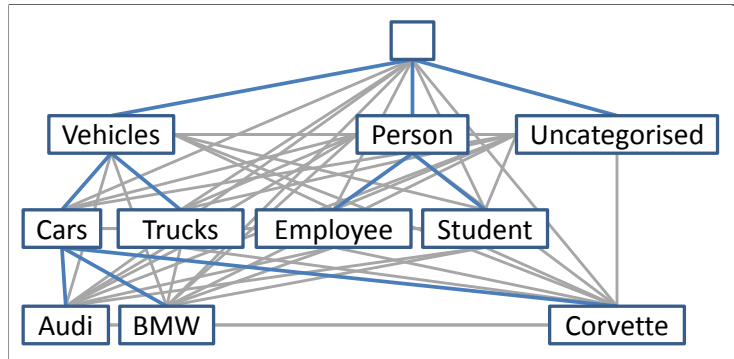 Vehicles Person Uncategorised
Cars Trucks Employee Student
Audi BMW Corvette